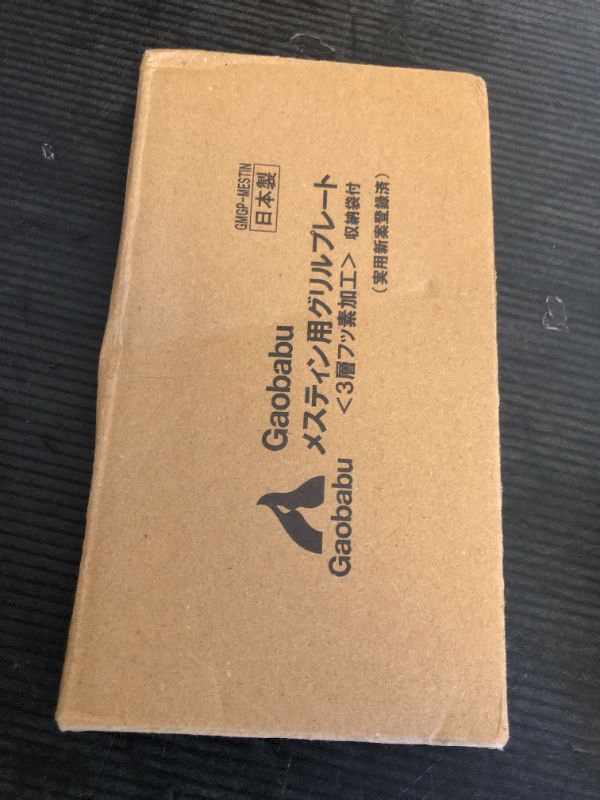 GMGP-MESTIN
日本製
Gaobabu
メスティン用グリルプレート
＜3層フッ素加工＞ 収納袋付
（実用新案登録済）
Gaobabu